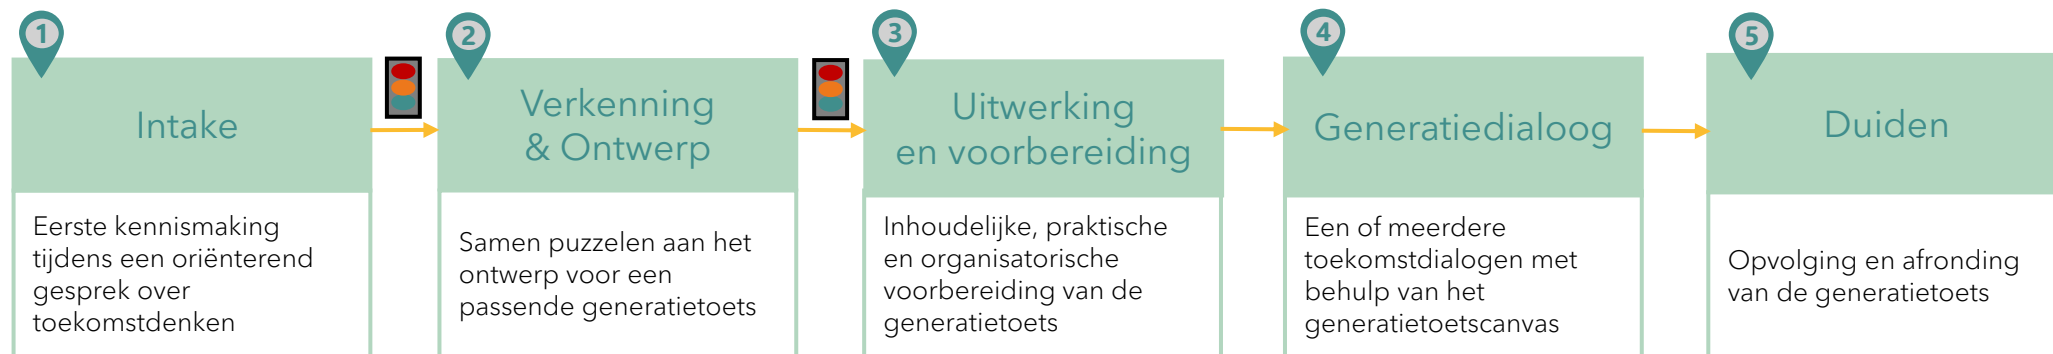 1
Intake
Eerste kennismaking
tijdens een oriënterend
gesprek over
toekomstdenken
2
Verkenning
& Ontwerp
Samen puzzelen aan het
ontwerp voor een
passende generatietoets
3
Uitwerking
en voorbereiding
Inhoudelijke, praktische
en organisatorische
voorbereiding van de
generatietoets
4
Generatiedialoog
Een of meerdere
toekomstdialogen met
behulp van het
generatietoetscanvas
5
Duiden
Opvolging en afronding
van de generatietoets